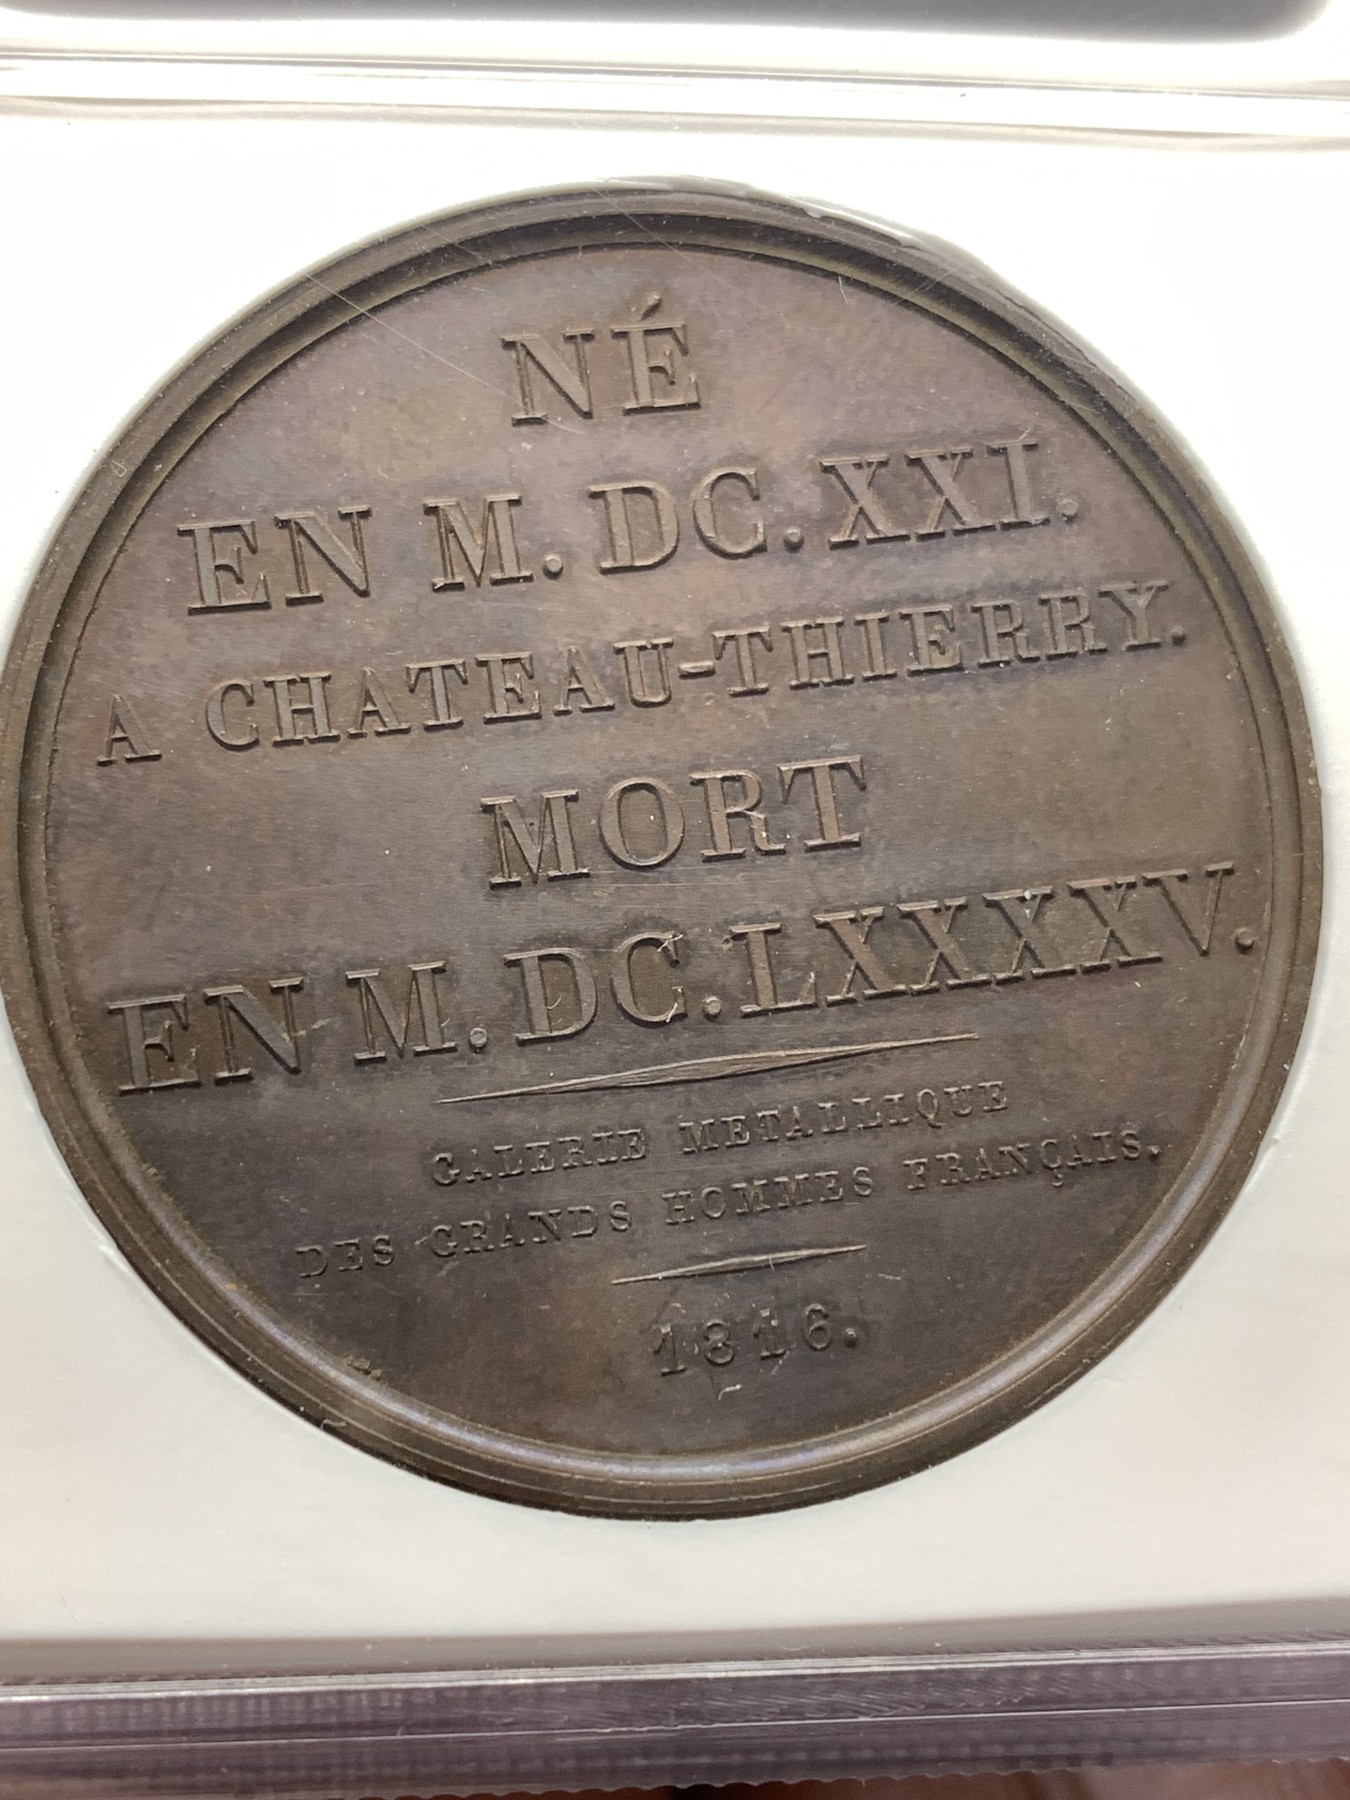 NÉ
EN M. DC. XXI.
A CHATEAU-THIERRY.
MORT
EN M. DC. LXXXXV.
GALERIE METALLIQUE
DES GRANDS HOMMES FRANÇAIS.
1816.